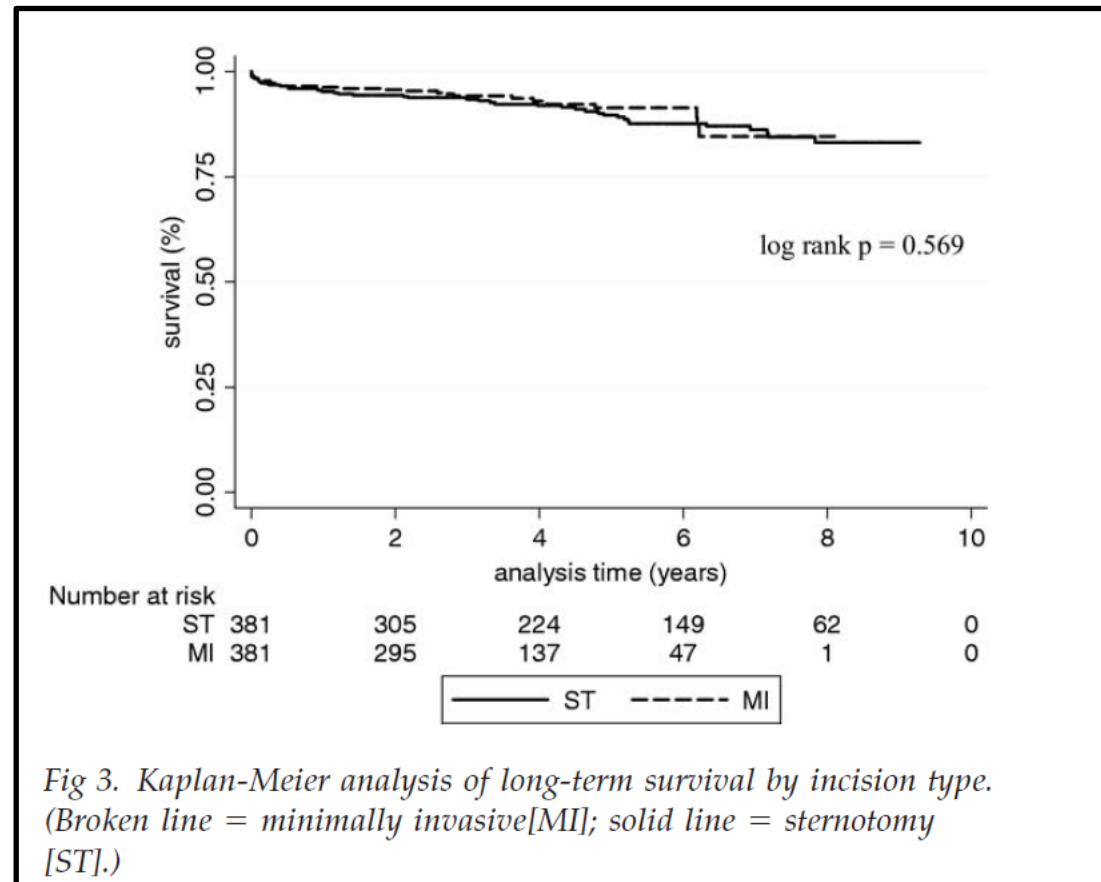 1.00
0.75
0.50
0.25
0.00
survival (%)
log rank p = 0.569
0 2 4 6 8 10
analysis time (years)
Number at risk
ST 381 305 224 149 62 0
MI 381 295 137 47 1 0
ST MI
Fig 3. Kaplan-Meier analysis of long-term survival by incision type.
(Broken line = minimally invasive[MI]; solid line = sternotomy
[ST].)